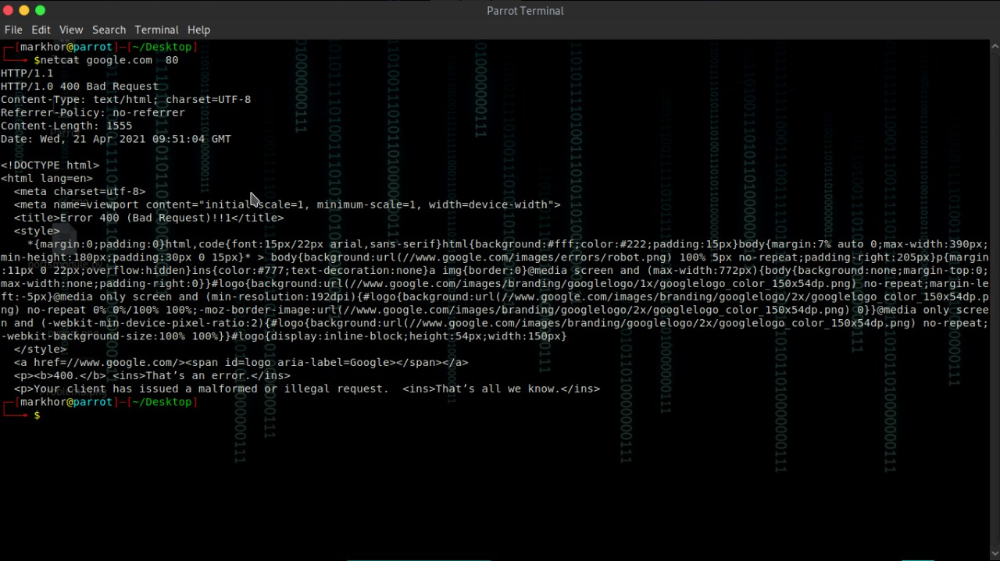 Parrot Terminal
File Edit View Search Terminal Help
┌─[markhor@parrot]─[~/Desktop]
└──╼ $netcat google.com  80
HTTP/1.1
HTTP/1.0 400 Bad Request
Content-Type: text/html; charset=UTF-8
Referrer-Policy: no-referrer
Content-Length: 1555
Date: Wed, 21 Apr 2021 09:51:04 GMT
<!DOCTYPE html>
<html lang=en>
  <meta charset=utf-8>
  <meta name=viewport content="initial-scale=1, minimum-scale=1, width=device-width">
  <title>Error 400 (Bad Request)!!1</title>
  <style>
    *{margin:0;padding:0}html,code{font:15px/22px arial,sans-serif}html{background:#fff;color:#222;padding:15px}body{margin:7% auto 0;max-width:390px;
min-height:180px;padding:30px 0 15px}* > body{background:url(//www.google.com/images/errors/robot.png) 100% 5px no-repeat;padding-right:205px}p{margin
:11px 0 22px;overflow:hidden}ins{color:#777;text-decoration:none}a img{border:0}@media screen and (max-width:772px){body{background:none;margin-top:0;
max-width:none;padding-right:0}}#logo{background:url(//www.google.com/images/branding/googlelogo/1x/googlelogo_color_150x54dp.png) no-repeat;margin-le
ft:-5px}@media only screen and (min-resolution:192dpi){#logo{background:url(//www.google.com/images/branding/googlelogo/2x/googlelogo_color_150x54dp.p
ng) no-repeat 0% 0%/100% 100%;-moz-border-image:url(//www.google.com/images/branding/googlelogo/2x/googlelogo_color_150x54dp.png) 0}}@media only scree
n and (-webkit-min-device-pixel-ratio:2){#logo{background:url(//www.google.com/images/branding/googlelogo/2x/googlelogo_color_150x54dp.png) no-repeat;
-webkit-background-size:100% 100%}}#logo{display:inline-block;height:54px;width:150px}
  </style>
  <a href=//www.google.com/><span id=logo aria-label=Google></span></a>
  <p><b>400.</b> <ins>That’s an error.</ins>
  <p>Your client has issued a malformed or illegal request.  <ins>That’s all we know.</ins>
┌─[markhor@parrot]─[~/Desktop]
└──╼ $